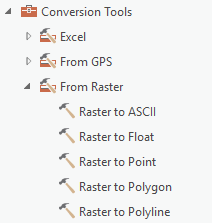 Conversion Tools
Excel
From GPS
From Raster
Raster to ASCII
Raster to Float
Raster to Point
Raster to Polygon
Raster to Polyline